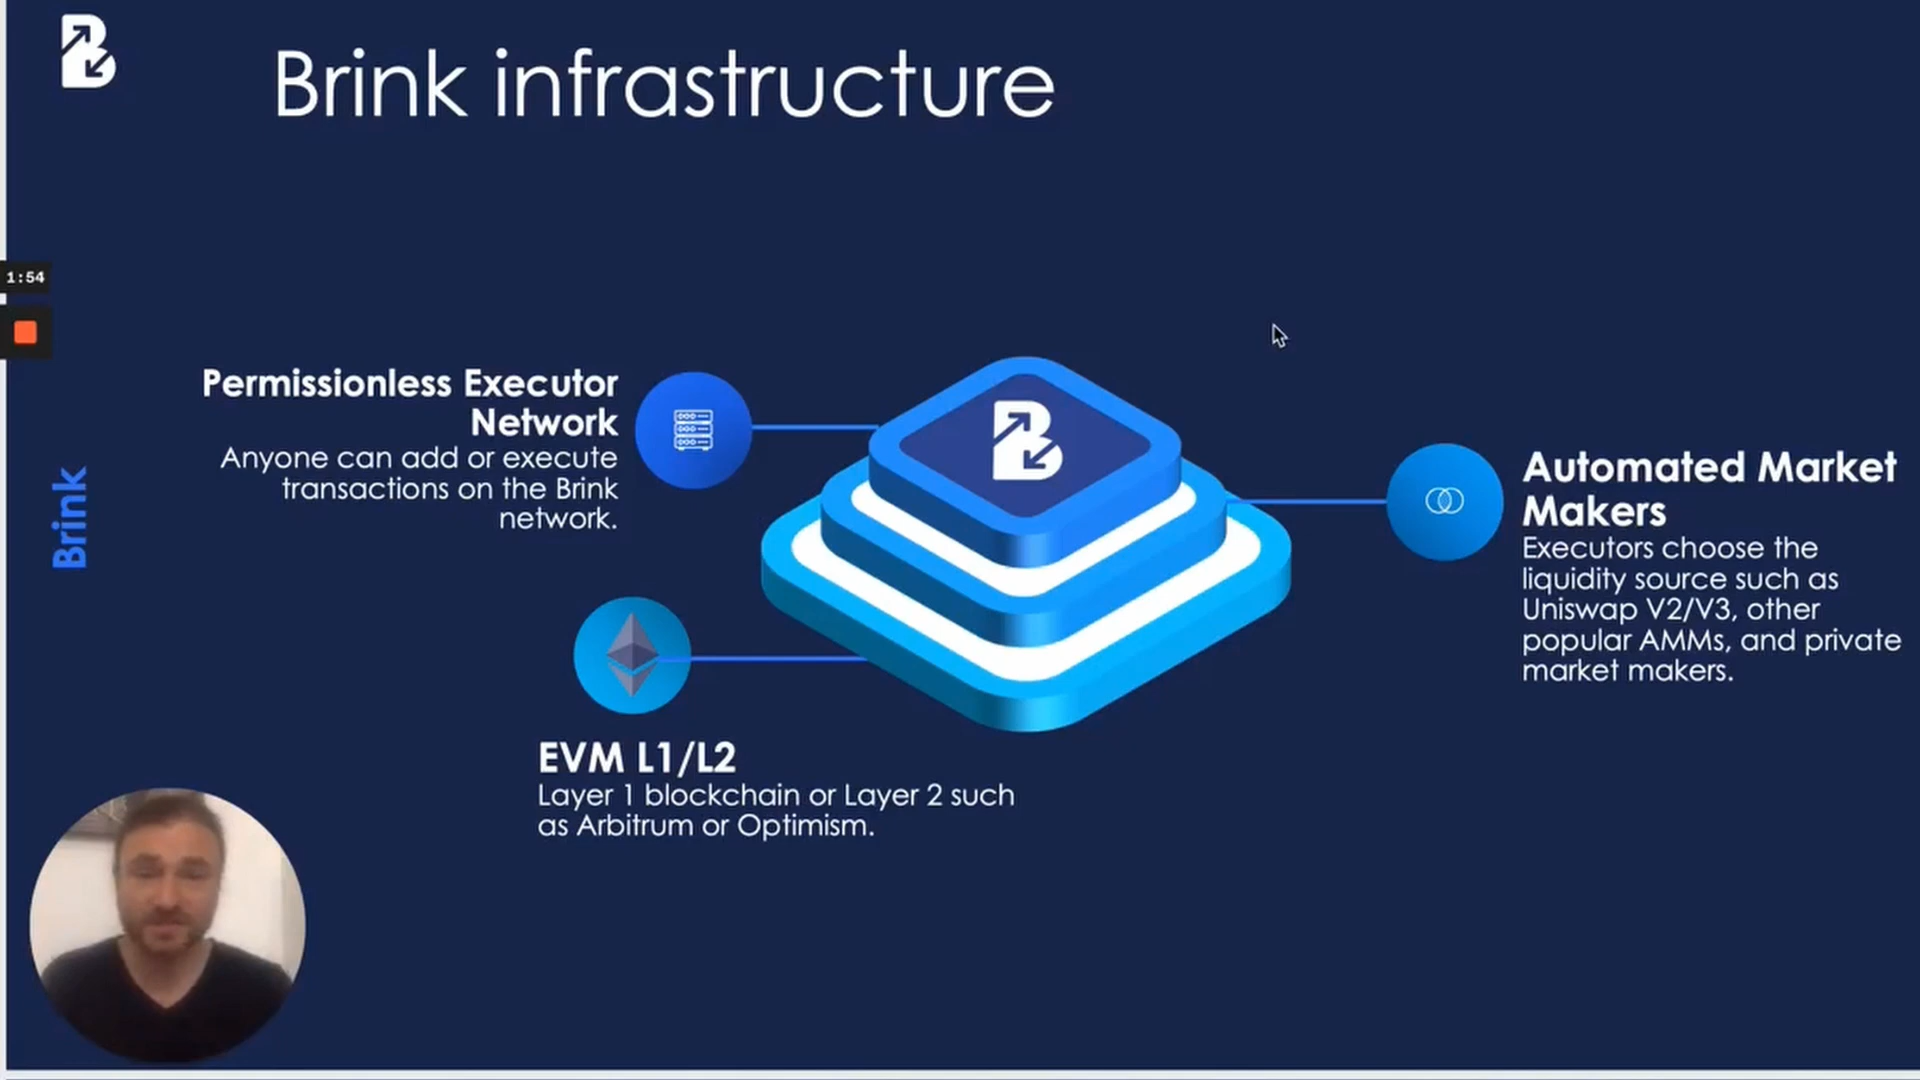 Brink infrastructure
1:54
Permissionless Executor
Network
Anyone can add or execute
transactions on the Brink
network.
Brink
Automated Market
Makers
Executors choose the
liquidity source such as
Uniswap V2/V3, other
popular AMMs, and private
market makers.
EVM L1/L2
Layer 1 blockchain or Layer 2 such
as Arbitrum or Optimism.